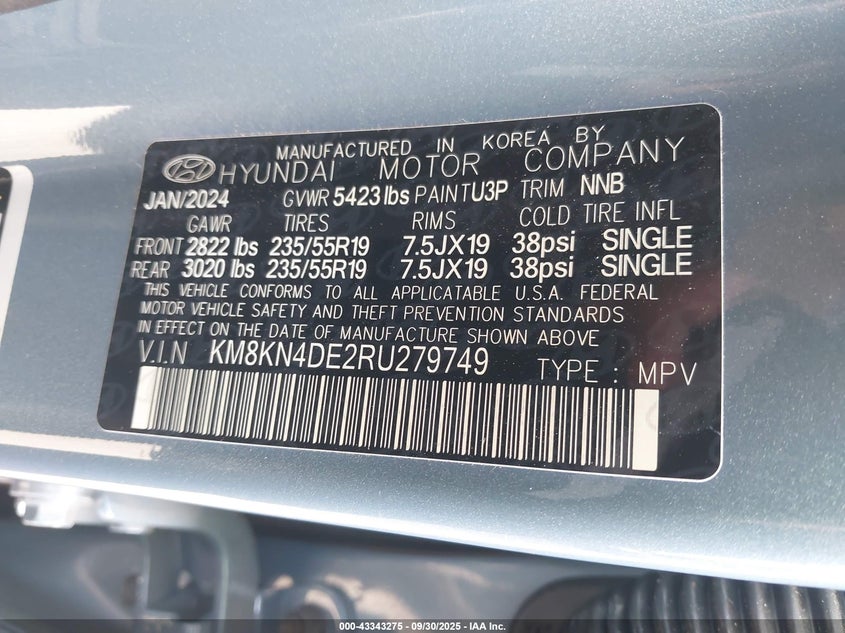 MANUFACTURED IN KOREA BY
HYUNDAI MOTOR COMPANY
JAN/2024 GVWR 5423 lbs PAINT U3P TRIM NNB
GAWR TIRES RIMS COLD TIRE INFL
FRONT 2822 lbs 235/55R19 7.5JX19 38psi SINGLE
REAR 3020 lbs 235/55R19 7.5JX19 38psi SINGLE
THIS VEHICLE CONFORMS TO ALL APPLICATABLE U.S.A. FEDERAL
MOTOR VEHICLE SAFETY AND THEFT PREVENTION STANDARDS
IN EFFECT ON THE DATE OF MANUFACTURE SHOWN ABOVE
V.I.N KM8KN4DE2RU279749 TYPE : MPV
000-43343275 - 09/30/2025 - IAA Inc.